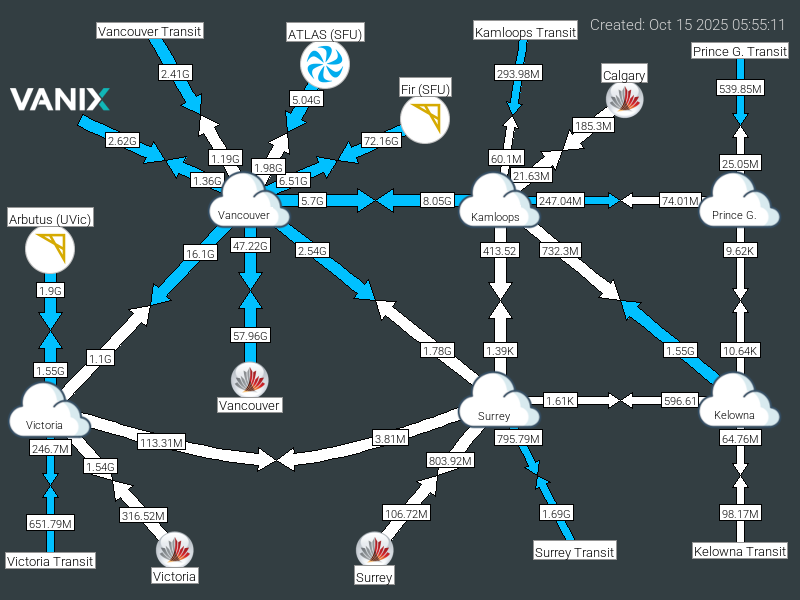 Created: Oct 15 2025 05:55:11
Vancouver Transit
ATLAS (SFU)
Kamloops Transit
Prince G. Transit
2.41G
293.98M
Calgary
Fir (SFU)
539.85M
VANIX
5.04G
185.3M
2.62G
72.16G
1.19G
60.1M
25.05M
1.98G
21.63M
1.36G
6.51G
5.7G
8.05G
247.04M
74.01M
Arbutus (UVic)
Vancouver
Kamloops
Prince G.
16.1G
47.22G
2.54G
413.52
732.3M
9.62K
1.9G
57.96G
1.1G
1.78G
1.39K
1.55G
10.64K
1.55G
Vancouver
1.61K
596.61
Victoria
Surrey
Kelowna
113.31M
3.81M
246.7M
795.79M
64.76M
1.54G
803.92M
651.79M
316.52M
106.72M
1.69G
98.17M
Victoria Transit
Victoria
Surrey
Surrey Transit
Kelowna Transit